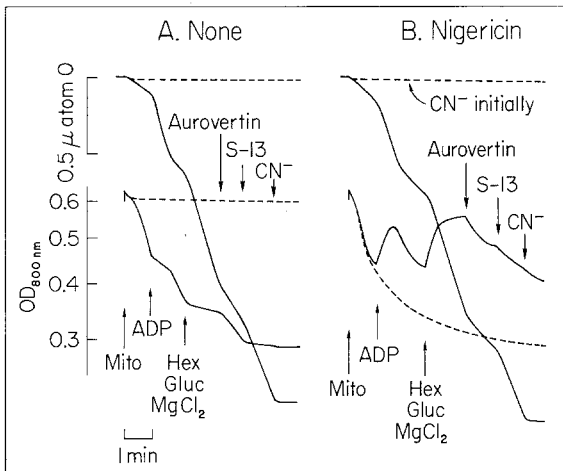 A. None
B. Nigericin
0
0.5 μ atom O
CN⁻ initially
Aurovertin
S-13
CN⁻
Aurovertin
S-13
CN⁻
0.6
0.5
0.4
0.3
OD800 nm
Mito
ADP
Hex
Gluc
MgCl₂
Mito
ADP
Hex
Gluc
MgCl₂
1 min